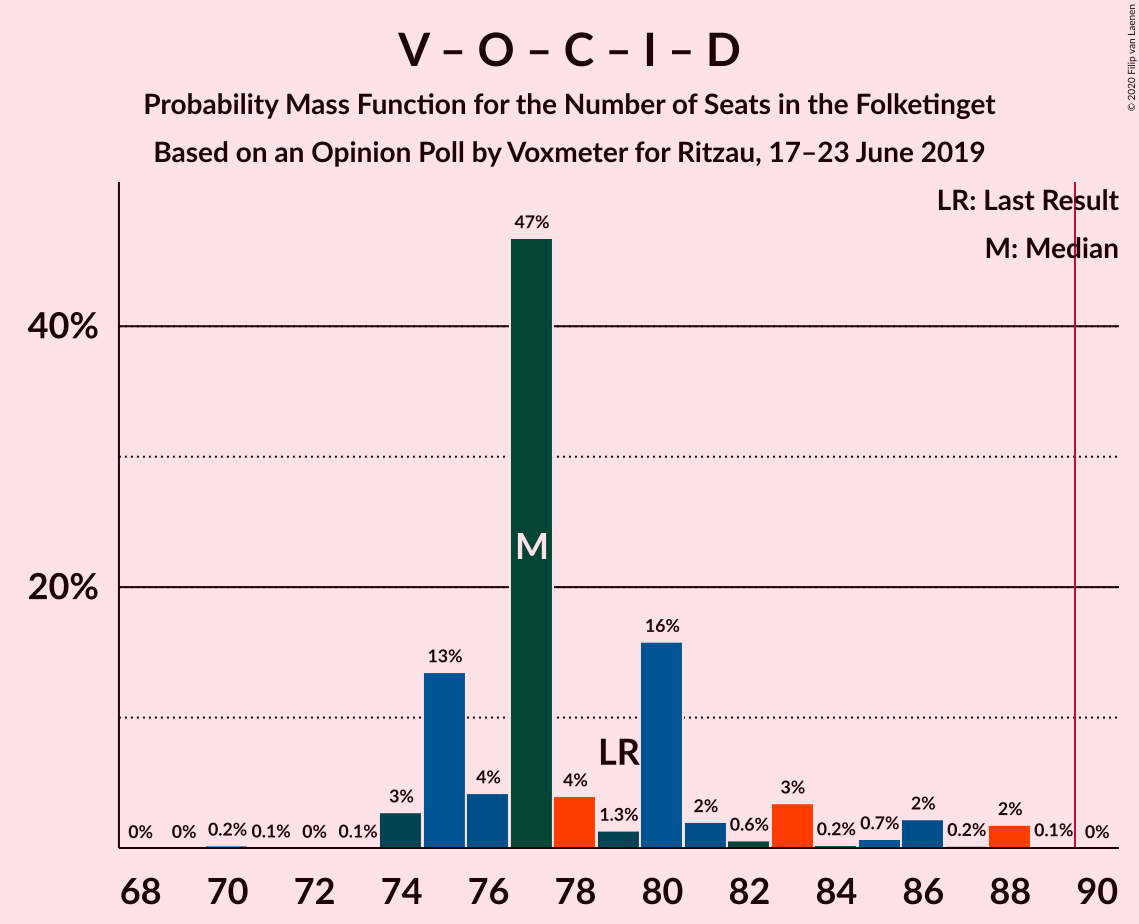 V – O – C – I – D
Probability Mass Function for the Number of Seats in the Folketinget
Based on an Opinion Poll by Voxmeter for Ritzau, 17–23 June 2019
© 2020 Filip van Laenen
LR: Last Result
M: Median
47%
40%
M
20%
16%
13%
LR
4%
4%
3%
3%
1.3%
2%
2%
2%
0% 0% 0.2% 0.1% 0% 0.1% 0.6% 0.2% 0.7% 0.2% 0.1% 0%
68 70 72 74 76 78 80 82 84 86 88 90